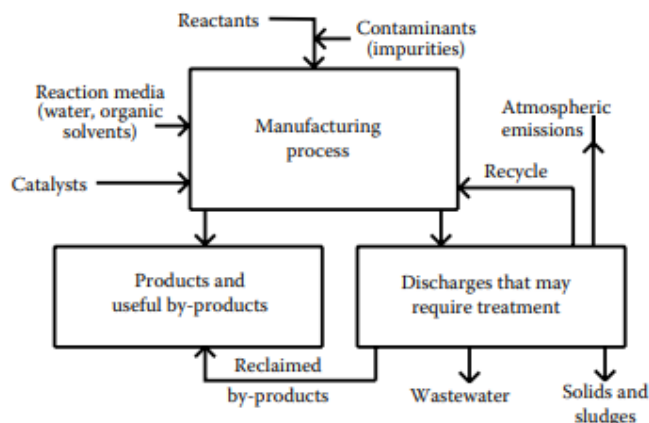 Reactants
Contaminants
(impurities)
Reaction media
(water, organic
solvents)
Manufacturing
process
Atmospheric
emissions
Catalysts
Recycle
Products and
useful by-products
Discharges that may
require treatment
Reclaimed
by-products
Wastewater
Solids and
sludges